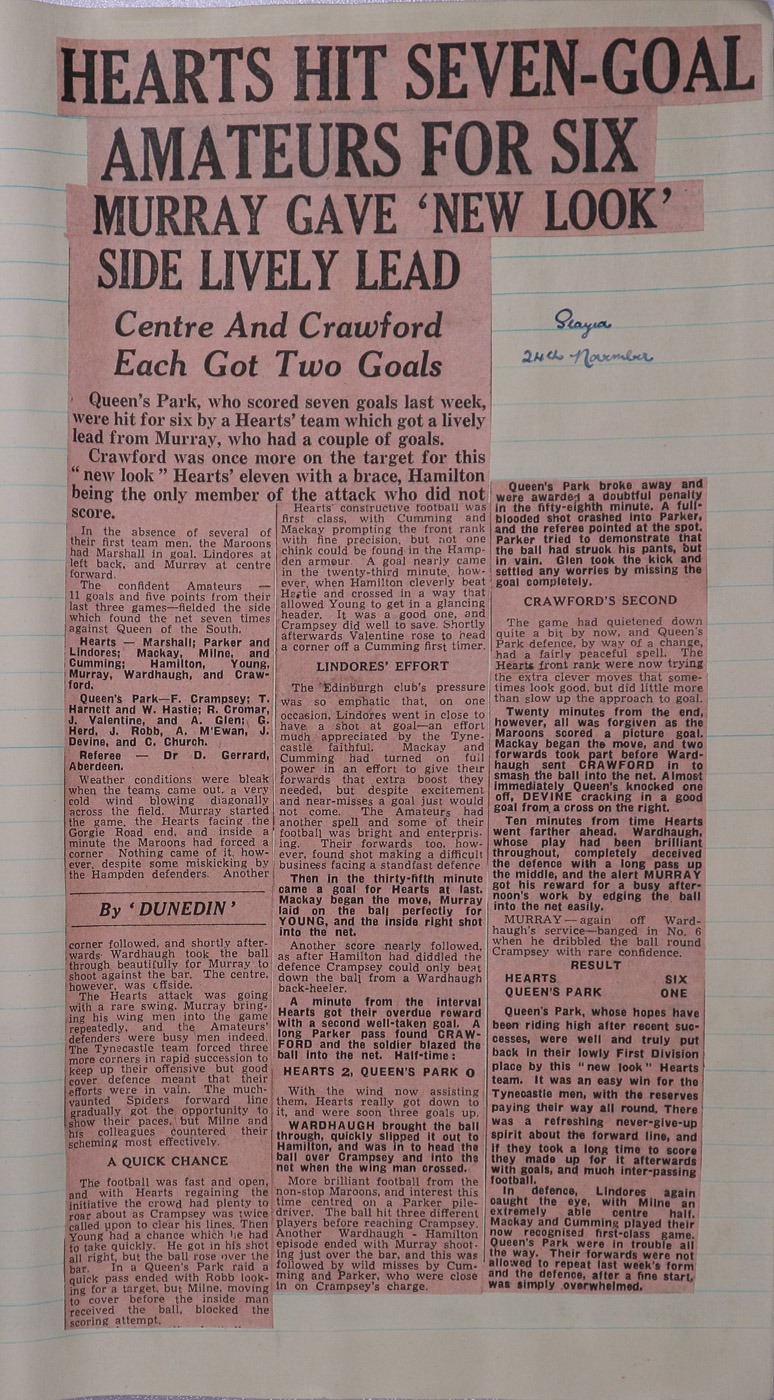 HEARTS HIT SEVEN-GOAL
AMATEURS FOR SIX
MURRAY GAVE ‘NEW LOOK’
SIDE LIVELY LEAD
Centre And Crawford
Each Got Two Goals
24th November
Queen's Park, who scored seven goals last week,
were hit for six by a Hearts' team which got a lively
lead from Murray, who had a couple of goals.
Crawford was once more on the target for this
“new look” Hearts' eleven with a brace, Hamilton
being the only member of the attack who did not
score.
In the absence of several of
their first team men, the Maroons
had Marshall in goal, Lindores at
left back, and Murray at centre
forward.
The confident Amateurs —
11 goals and five points from their
last three games—fielded the side
which found the net seven times
against Queen of the South.
Hearts — Marshall; Parker and
Lindores; Mackay, Milne, and
Cumming; Hamilton, Young,
Murray, Wardhaugh, and Craw-
ford.
Queen's Park—F. Crampsey; T.
Harnett and W. Hastie; R. Cromar,
J. Valentine, and A. Glen; G.
Herd, J. Robb, A. M'Ewan, J.
Devine, and C. Church.
Referee — Dr D. Gerrard,
Aberdeen.
Weather conditions were bleak
when the teams came out, a very
cold wind blowing diagonally
across the field. Murray started
the game, the Hearts facing the
Gorgie Road end, and inside a
minute the Maroons had forced a
corner Nothing came of it, how-
ever, despite some miskicking by
the Hampden defenders. Another
By ‘DUNEDIN’
corner followed, and shortly after-
wards Wardhaugh took the ball
through beautifully for Murray to
shoot against the bar. The centre,
however, was offside.
The Hearts attack was going
with a rare swing. Murray bring-
ing his wing men into the game
repeatedly, and the Amateurs'
defenders were busy men indeed.
The Tynecastle team forced three
more corners in rapid succession to
keep up their offensive but good
cover defence meant that their
efforts were in vain. The much-
vaunted Spiders forward line
gradually got the opportunity to
show their paces, but Milne and
his colleagues countered their
scheming most effectively.
A QUICK CHANCE
The football was fast and open,
and with Hearts regaining the
initiative the crowd had plenty to
roar about as Crampsey was twice
called upon to clear his lines. Then
Young had a chance which he had
to take quickly. He got in his shot
all right, but the ball rose over the
bar. In a Queen's Park raid a
quick pass ended with Robb look-
ing for a target, but Milne, moving
to cover before the inside man
received the ball, blocked the
scoring attempt.
Hearts' constructive football was
first class, with Cumming and
Mackay prompting the front rank
with fine precision, but not one
chink could be found in the Hamp-
den armour. A goal nearly came
in the twenty-third minute, how-
ever, when Hamilton cleverly beat
Hastie and crossed in a way that
allowed Young to get in a glancing
header. It was a good one, and
Crampsey did well to save. Shortly
afterwards Valentine rose to head
a corner off a Cumming first timer.
LINDORES' EFFORT
The Edinburgh club's pressure
was so emphatic that, on one
occasion, Lindores went in close to
have a shot at goal—an effort
much appreciated by the Tyne-
castle faithful. Mackay and
Cumming had turned on full
power in an effort to give their
forwards that extra boost they
needed, but despite excitement
and near-misses a goal just would
not come. The Amateurs had
another spell and some of their
football was bright and enterpris-
ing. Their forwards too, how-
ever, found shot making a difficult
business facing a standfast defence
Then in the thirty-fifth minute
came a goal for Hearts at last.
Mackay began the move, Murray
laid on the ball perfectly for
YOUNG, and the inside right shot
into the net.
Another score nearly followed,
as after Hamilton had diddled the
defence Crampsey could only beat
down the ball from a Wardhaugh
back-heeler.
A minute from the interval
Hearts got their overdue reward
with a second well-taken goal. A
long Parker pass found CRAW-
FORD and the soldier blazed the
ball into the net. Half-time:
HEARTS 2, QUEEN'S PARK 0
With the wind now assisting
them, Hearts really got down to
it, and were soon three goals up.
WARDHAUGH brought the ball
through, quickly slipped it out to
Hamilton, and was in to head the
ball over Crampsey and into the
net when the wing man crossed.
More brilliant football from the
non-stop Maroons, and interest this
time centred on a Parker pile-
driver. The ball hit three different
players before reaching Crampsey.
Another Wardhaugh - Hamilton
episode ended with Murray shoot-
ing just over the bar, and this was
followed by wild misses by Cum-
ming and Parker, who were close
in on Crampsey's charge.
Queen's Park broke away and
were awarded a doubtful penalty
in the fifty-eighth minute. A full-
blooded shot crashed into Parker,
and the referee pointed at the spot.
Parker tried to demonstrate that
the ball had struck his pants, but
in vain. Glen took the kick and
settled any worries by missing the
goal completely.
CRAWFORD'S SECOND
The game had quietened down
quite a bit by now, and Queen's
Park defence, by way of a change,
had a fairly peaceful spell. The
Hearts front rank were now trying
the extra clever moves that some-
times look good, but did little more
than slow up the approach to goal.
Twenty minutes from the end,
however, all was forgiven as the
Maroons scored a picture goal.
Mackay began the move, and two
forwards took part before Ward-
haugh sent CRAWFORD in to
smash the ball into the net. Almost
immediately Queen's knocked one
off, DEVINE cracking in a good
goal from a cross on the right.
Ten minutes from time Hearts
went farther ahead. Wardhaugh,
whose play had been brilliant
throughout, completely deceived
the defence with a long pass up
the middle, and the alert MURRAY
got his reward for a busy after-
noon's work by edging the ball
into the net easily.
MURRAY—again off Ward-
haugh's service—banged in No. 6
when he dribbled the ball round
Crampsey with rare confidence.
RESULT
HEARTS SIX
QUEEN'S PARK ONE
Queen's Park, whose hopes have
been riding high after recent suc-
cesses, were well and truly put
back in their lowly First Division
place by this “new look” Hearts
team. It was an easy win for the
Tynecastle men, with the reserves
paying their way all round. There
was a refreshing never-give-up
spirit about the forward line, and
if they took a long time to score
they made up for it afterwards
with goals, and much inter-passing
football.
In defence, Lindores again
caught the eye, with Milne an
extremely able centre half.
Mackay and Cumming played their
now recognised first-class game.
Queen's Park were in trouble all
the way. Their forwards were not
allowed to repeat last week's form
and the defence, after a fine start,
was simply overwhelmed.